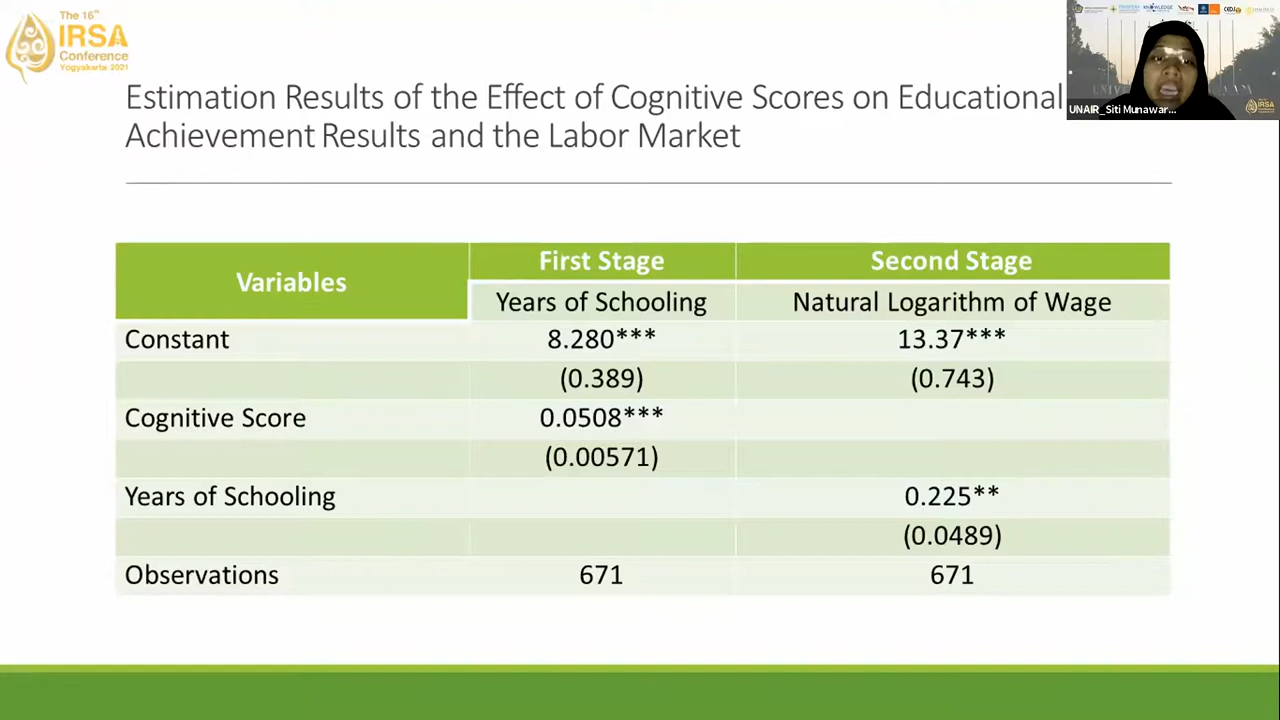 The 16th
IRSA
Conference
Yogyakarta 2021
UNAIR_Siti Munawar...
Estimation Results of the Effect of Cognitive Scores on Educational
Achievement Results and the Labor Market
Variables
First Stage
Second Stage
Years of Schooling
Natural Logarithm of Wage
Constant
8.280***
13.37***
(0.389)
(0.743)
Cognitive Score
0.0508***
(0.00571)
Years of Schooling
0.225**
(0.0489)
Observations
671
671